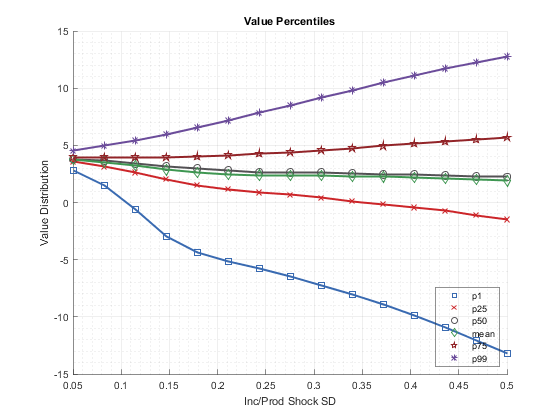 Value Percentiles
15
10
5
0
-5
-10
-15
Value Distribution
p1
p25
p50
mean
p75
p99
0.05
0.1
0.15
0.2
0.25
0.3
0.35
0.4
0.45
0.5
Inc/Prod Shock SD